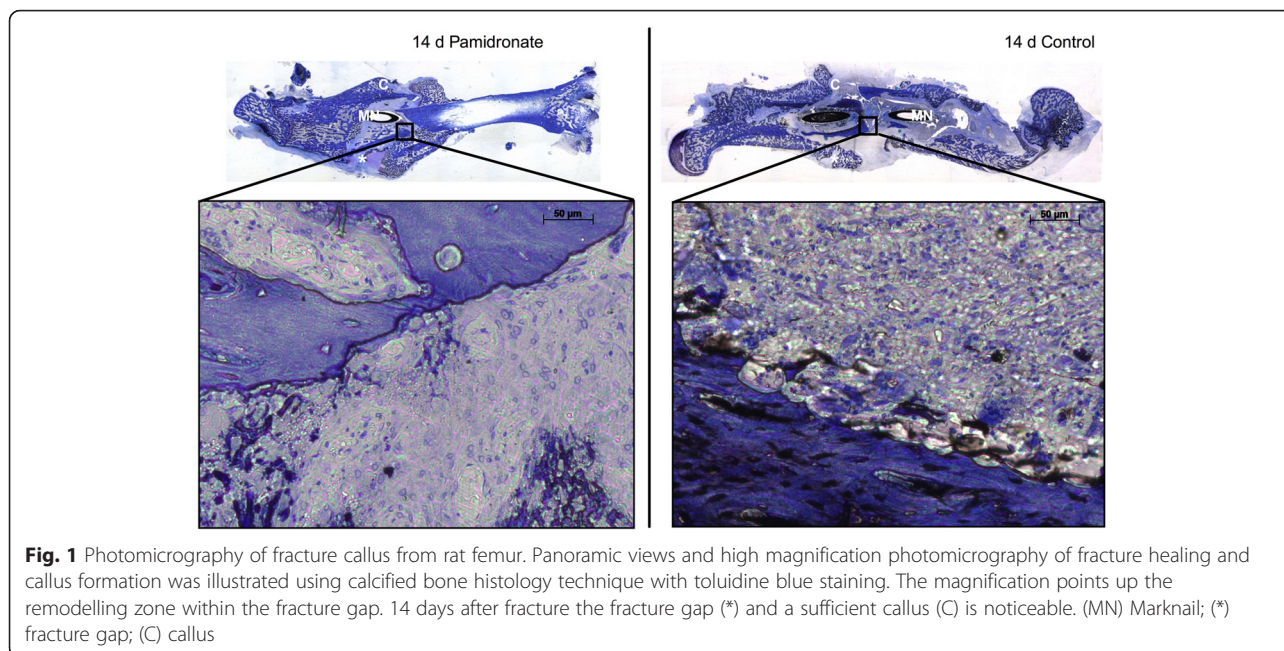 14 d Pamidronate
14 d Control
C
MN
*
C
MN
*
50 µm
50 µm
Fig. 1 Photomicrography of fracture callus from rat femur. Panoramic views and high magnification photomicrography of fracture healing and
callus formation was illustrated using calcified bone histology technique with toluidine blue staining. The magnification points up the
remodelling zone within the fracture gap. 14 days after fracture the fracture gap (*) and a sufficient callus (C) is noticeable. (MN) Marknail; (*)
fracture gap; (C) callus